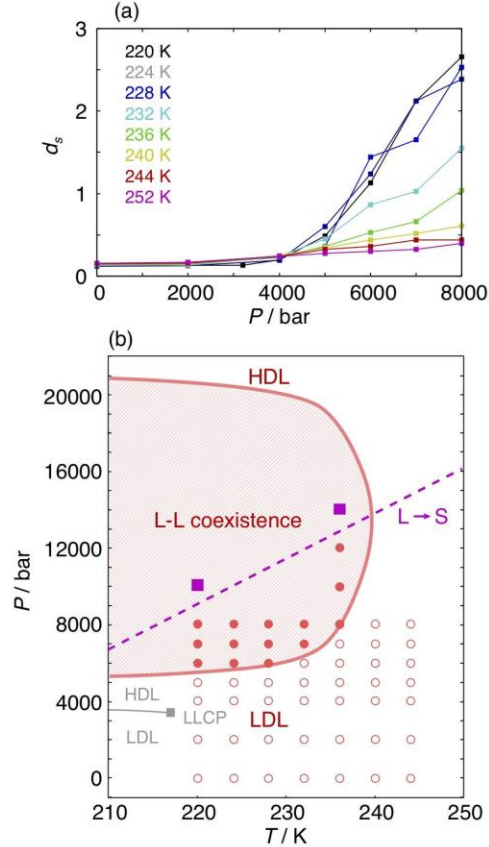 (a)
3
2
1
0
d_s
220 K
224 K
228 K
232 K
236 K
240 K
244 K
252 K
0 2000 4000 6000 8000
P / bar
(b)
HDL
20000
16000
12000
8000
4000
0
P / bar
L-L coexistence
L → S
HDL
LLCP
LDL
LDL
210 220 230 240 250
T / K